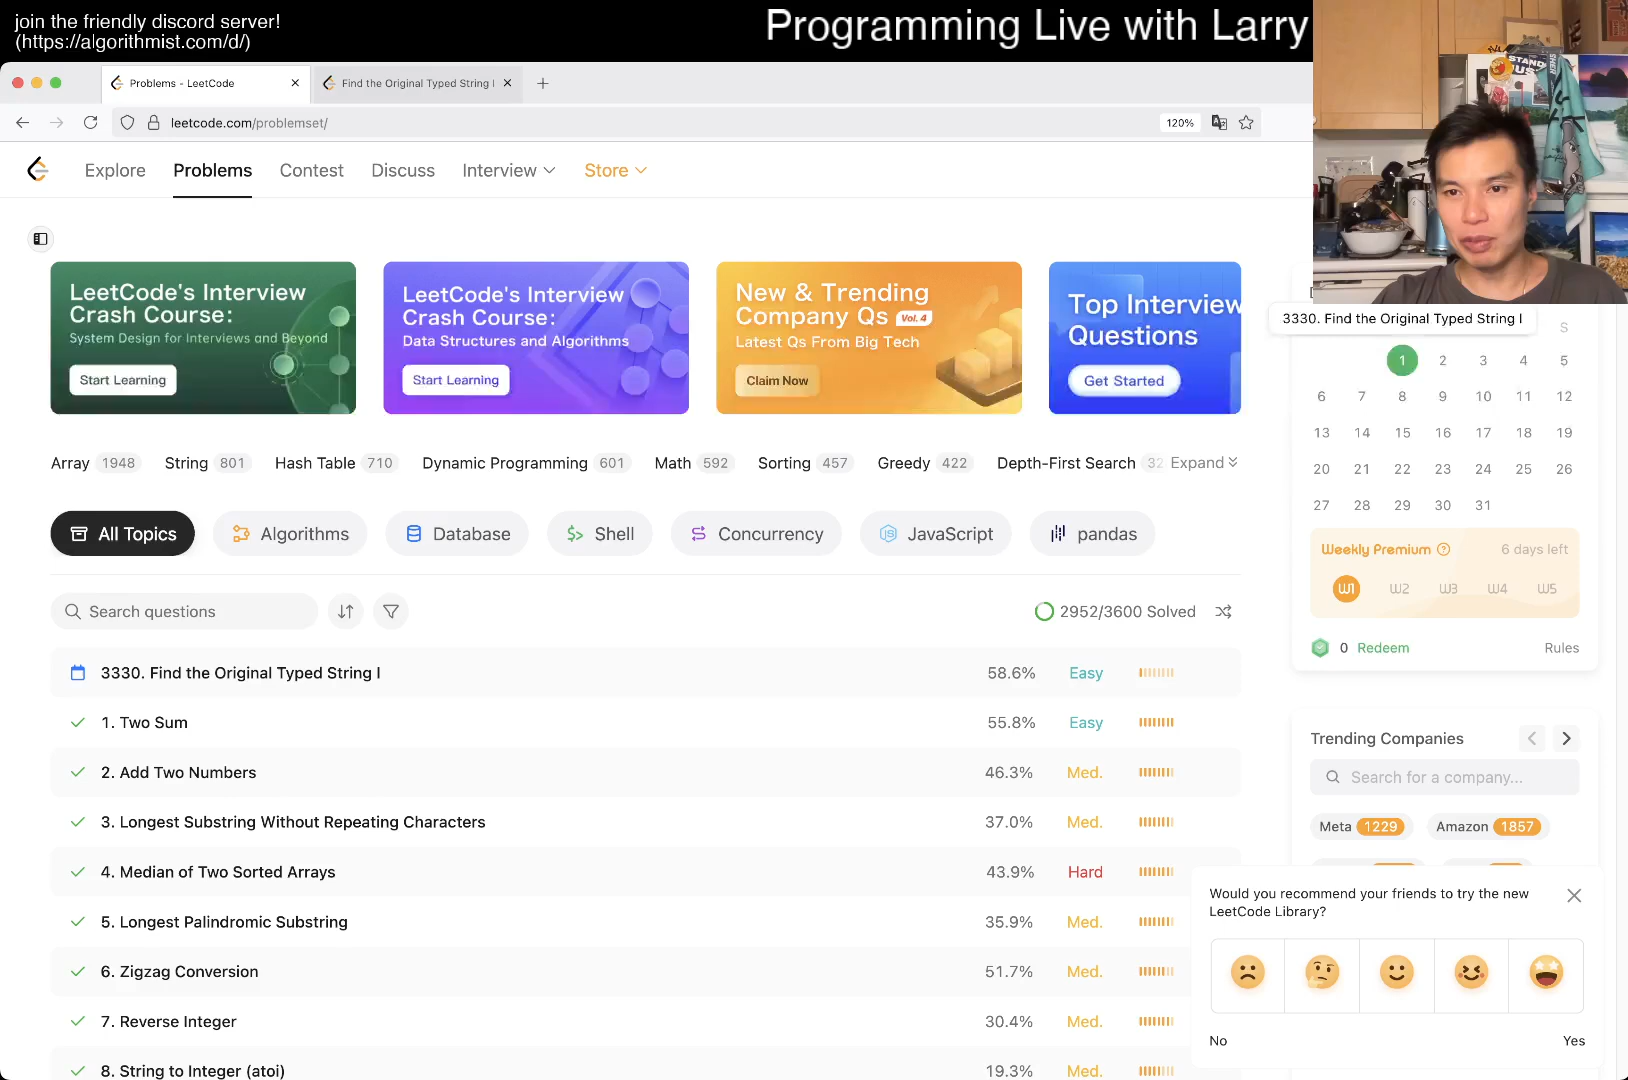 join the friendly discord server!
(https://algorithmist.com/d/)
Programming Live with Larry
Problems - LeetCode
Find the Original Typed String I
leetcode.com/problemset/
120%
Explore
Problems
Contest
Discuss
Interview
Store
LeetCode's Interview
Crash Course:
System Design for Interviews and Beyond
Start Learning
LeetCode's Interview
Crash Course:
Data Structures and Algorithms
Start Learning
New & Trending
Company Qs Vol. 4
Latest Qs From Big Tech
Claim Now
Top Interview
Questions
Get Started
3330. Find the Original Typed String I
S
1 2 3 4 5
6 7 8 9 10 11 12
13 14 15 16 17 18 19
20 21 22 23 24 25 26
27 28 29 30 31
Weekly Premium ? 6 days left
W1 W2 W3 W4 W5
0 Redeem Rules
Array 1948 String 801 Hash Table 710 Dynamic Programming 601 Math 592 Sorting 457 Greedy 422 Depth-First Search 32 Expand
All Topics
Algorithms
Database
Shell
Concurrency
JavaScript
pandas
Search questions
2952/3600 Solved
3330. Find the Original Typed String I 58.6% Easy
1. Two Sum 55.8% Easy
2. Add Two Numbers 46.3% Med.
3. Longest Substring Without Repeating Characters 37.0% Med.
4. Median of Two Sorted Arrays 43.9% Hard
5. Longest Palindromic Substring 35.9% Med.
6. Zigzag Conversion 51.7% Med.
7. Reverse Integer 30.4% Med.
8. String to Integer (atoi) 19.3% Med.
Trending Companies
Search for a company...
Meta 1229 Amazon 1857
Would you recommend your friends to try the new
LeetCode Library?
No
Yes